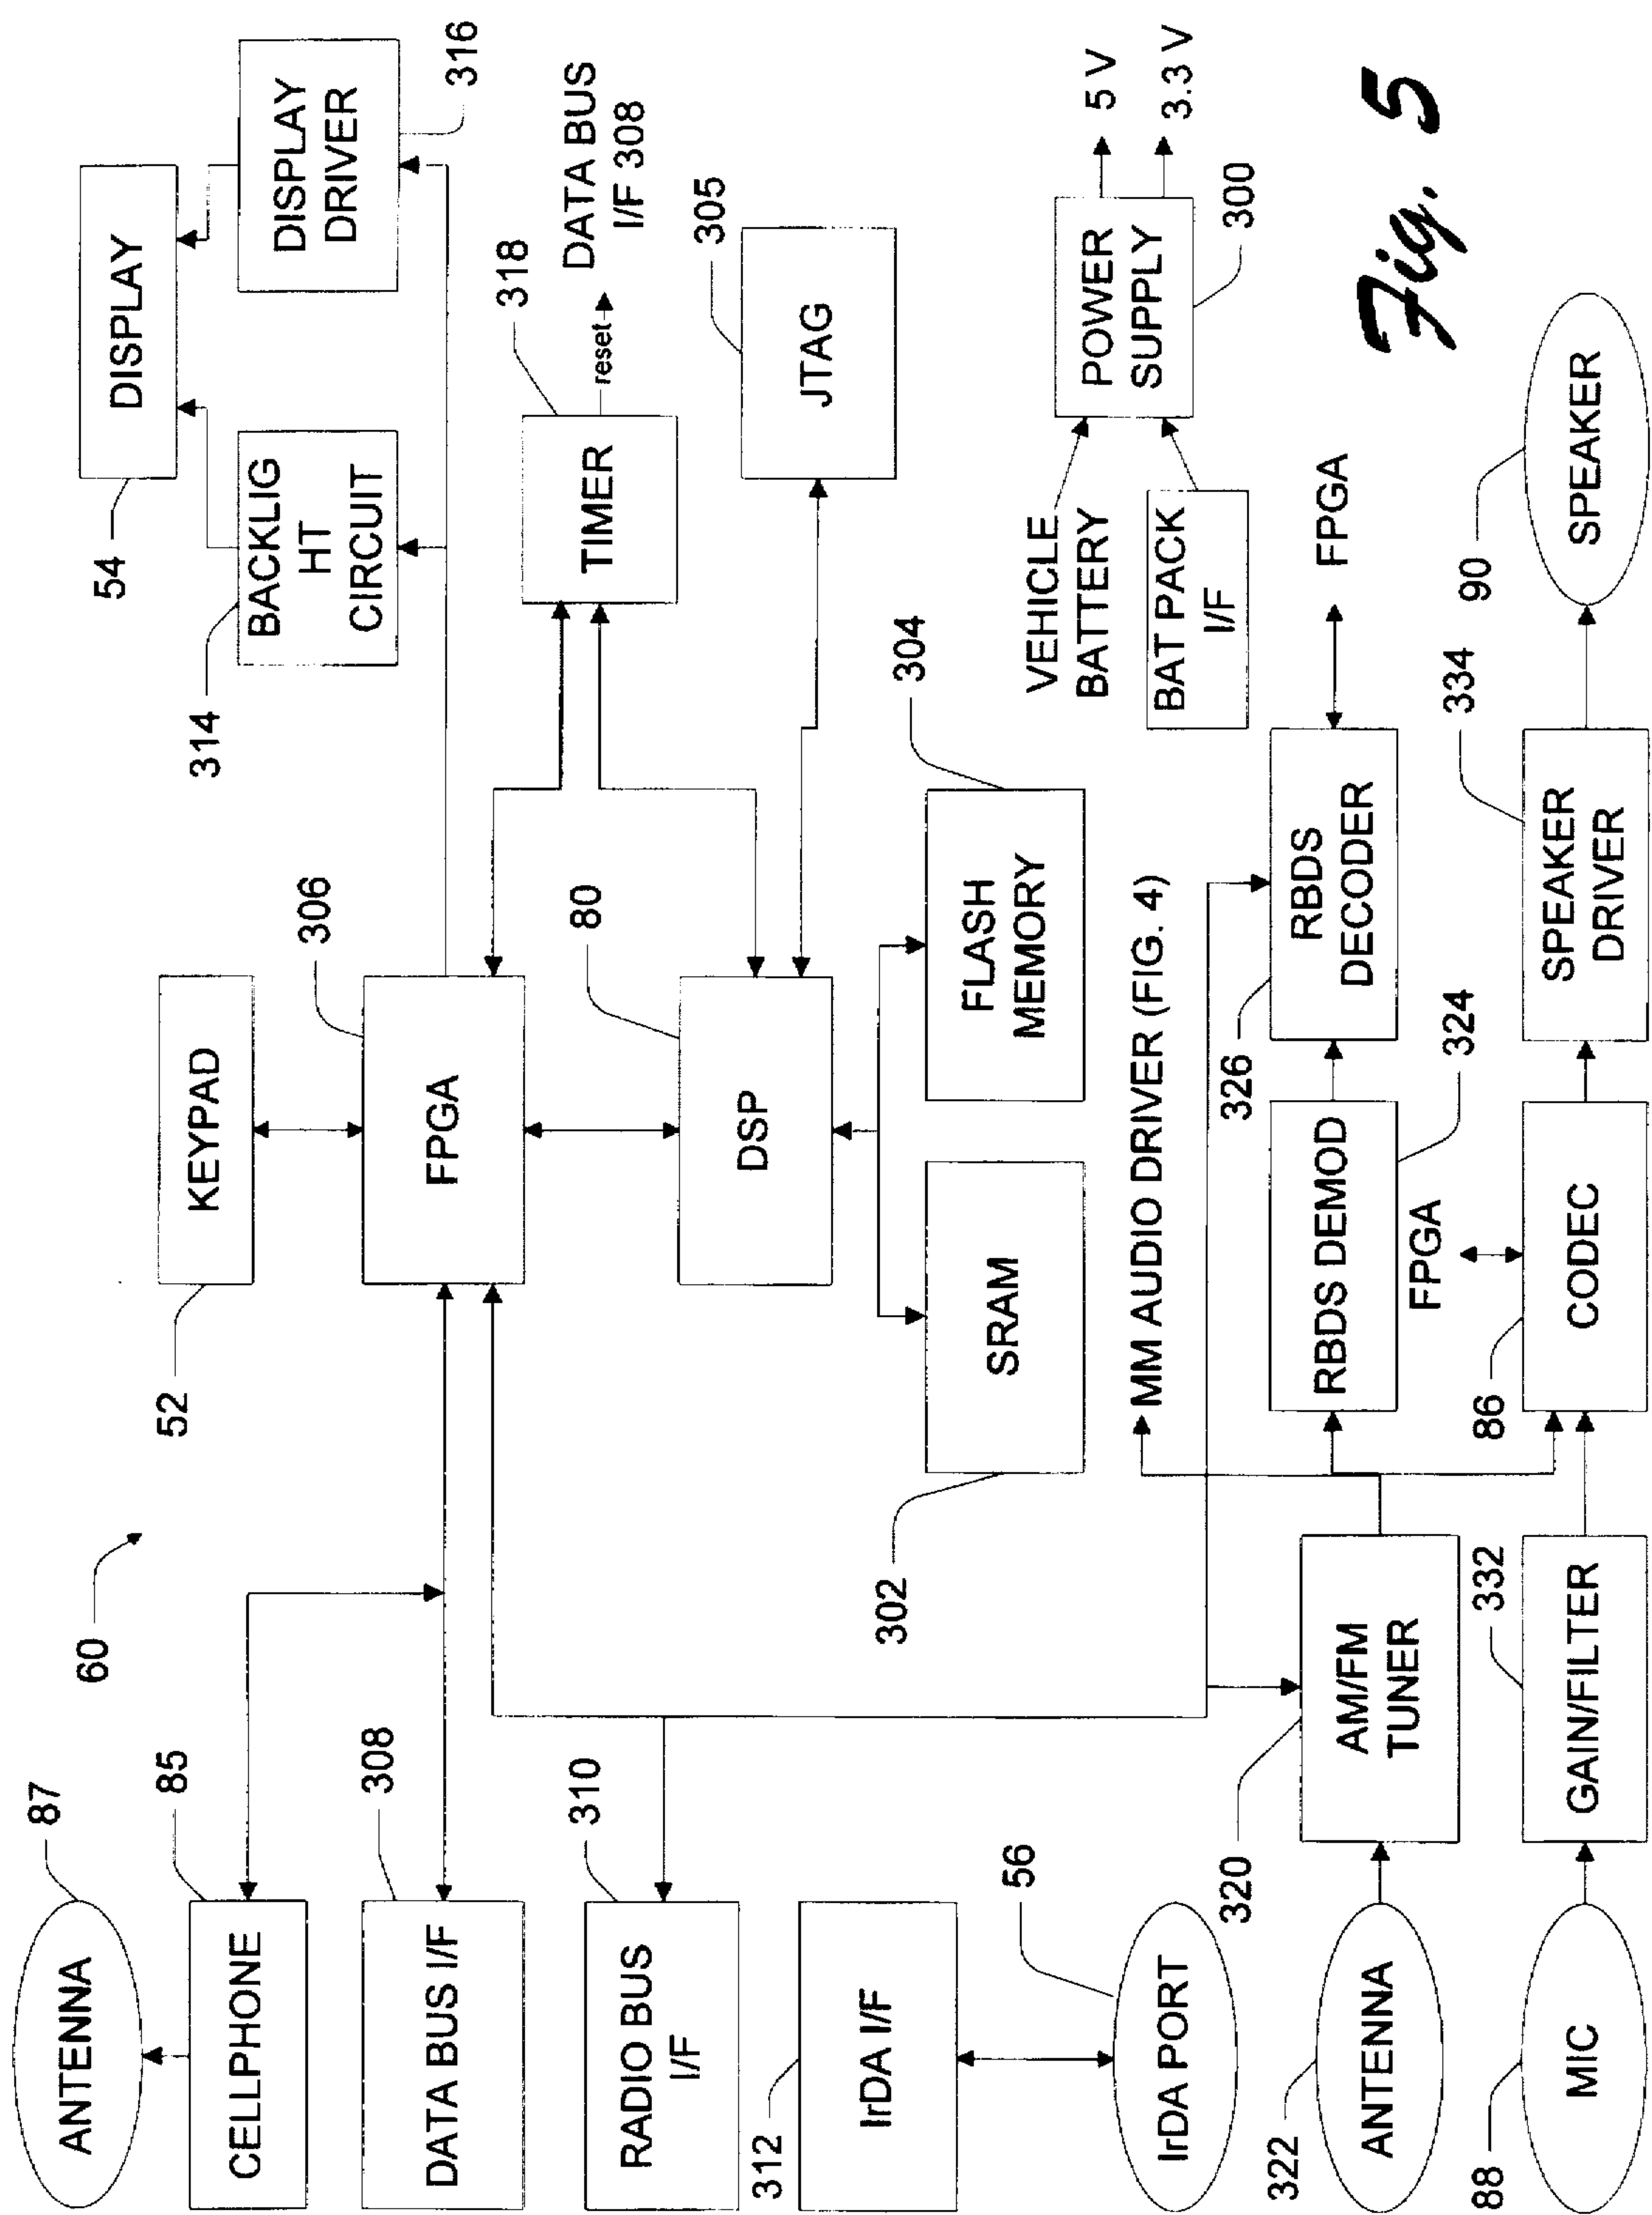 60
87
ANTENNA
85
CELLPHONE
308
DATA BUS I/F
310
RADIO BUS
I/F
312
IrDA I/F
56
IrDA PORT
52
KEYPAD
306
FPGA
80
DSP
302
SRAM
304
FLASH
MEMORY
54
DISPLAY
314
BACKLIG
HT
CIRCUIT
316
DISPLAY
DRIVER
318
TIMER
reset
DATA BUS
I/F 308
305
JTAG
VEHICLE
BATTERY
BAT PACK
I/F
POWER
SUPPLY
300
5 V
3.3 V
MM AUDIO DRIVER (FIG. 4)
322
ANTENNA
320
AM/FM
TUNER
RBDS DEMOD
324
326
RBDS
DECODER
FPGA
88
MIC
332
GAIN/FILTER
FPGA
86
CODEC
334
SPEAKER
DRIVER
90
SPEAKER
Fig. 5